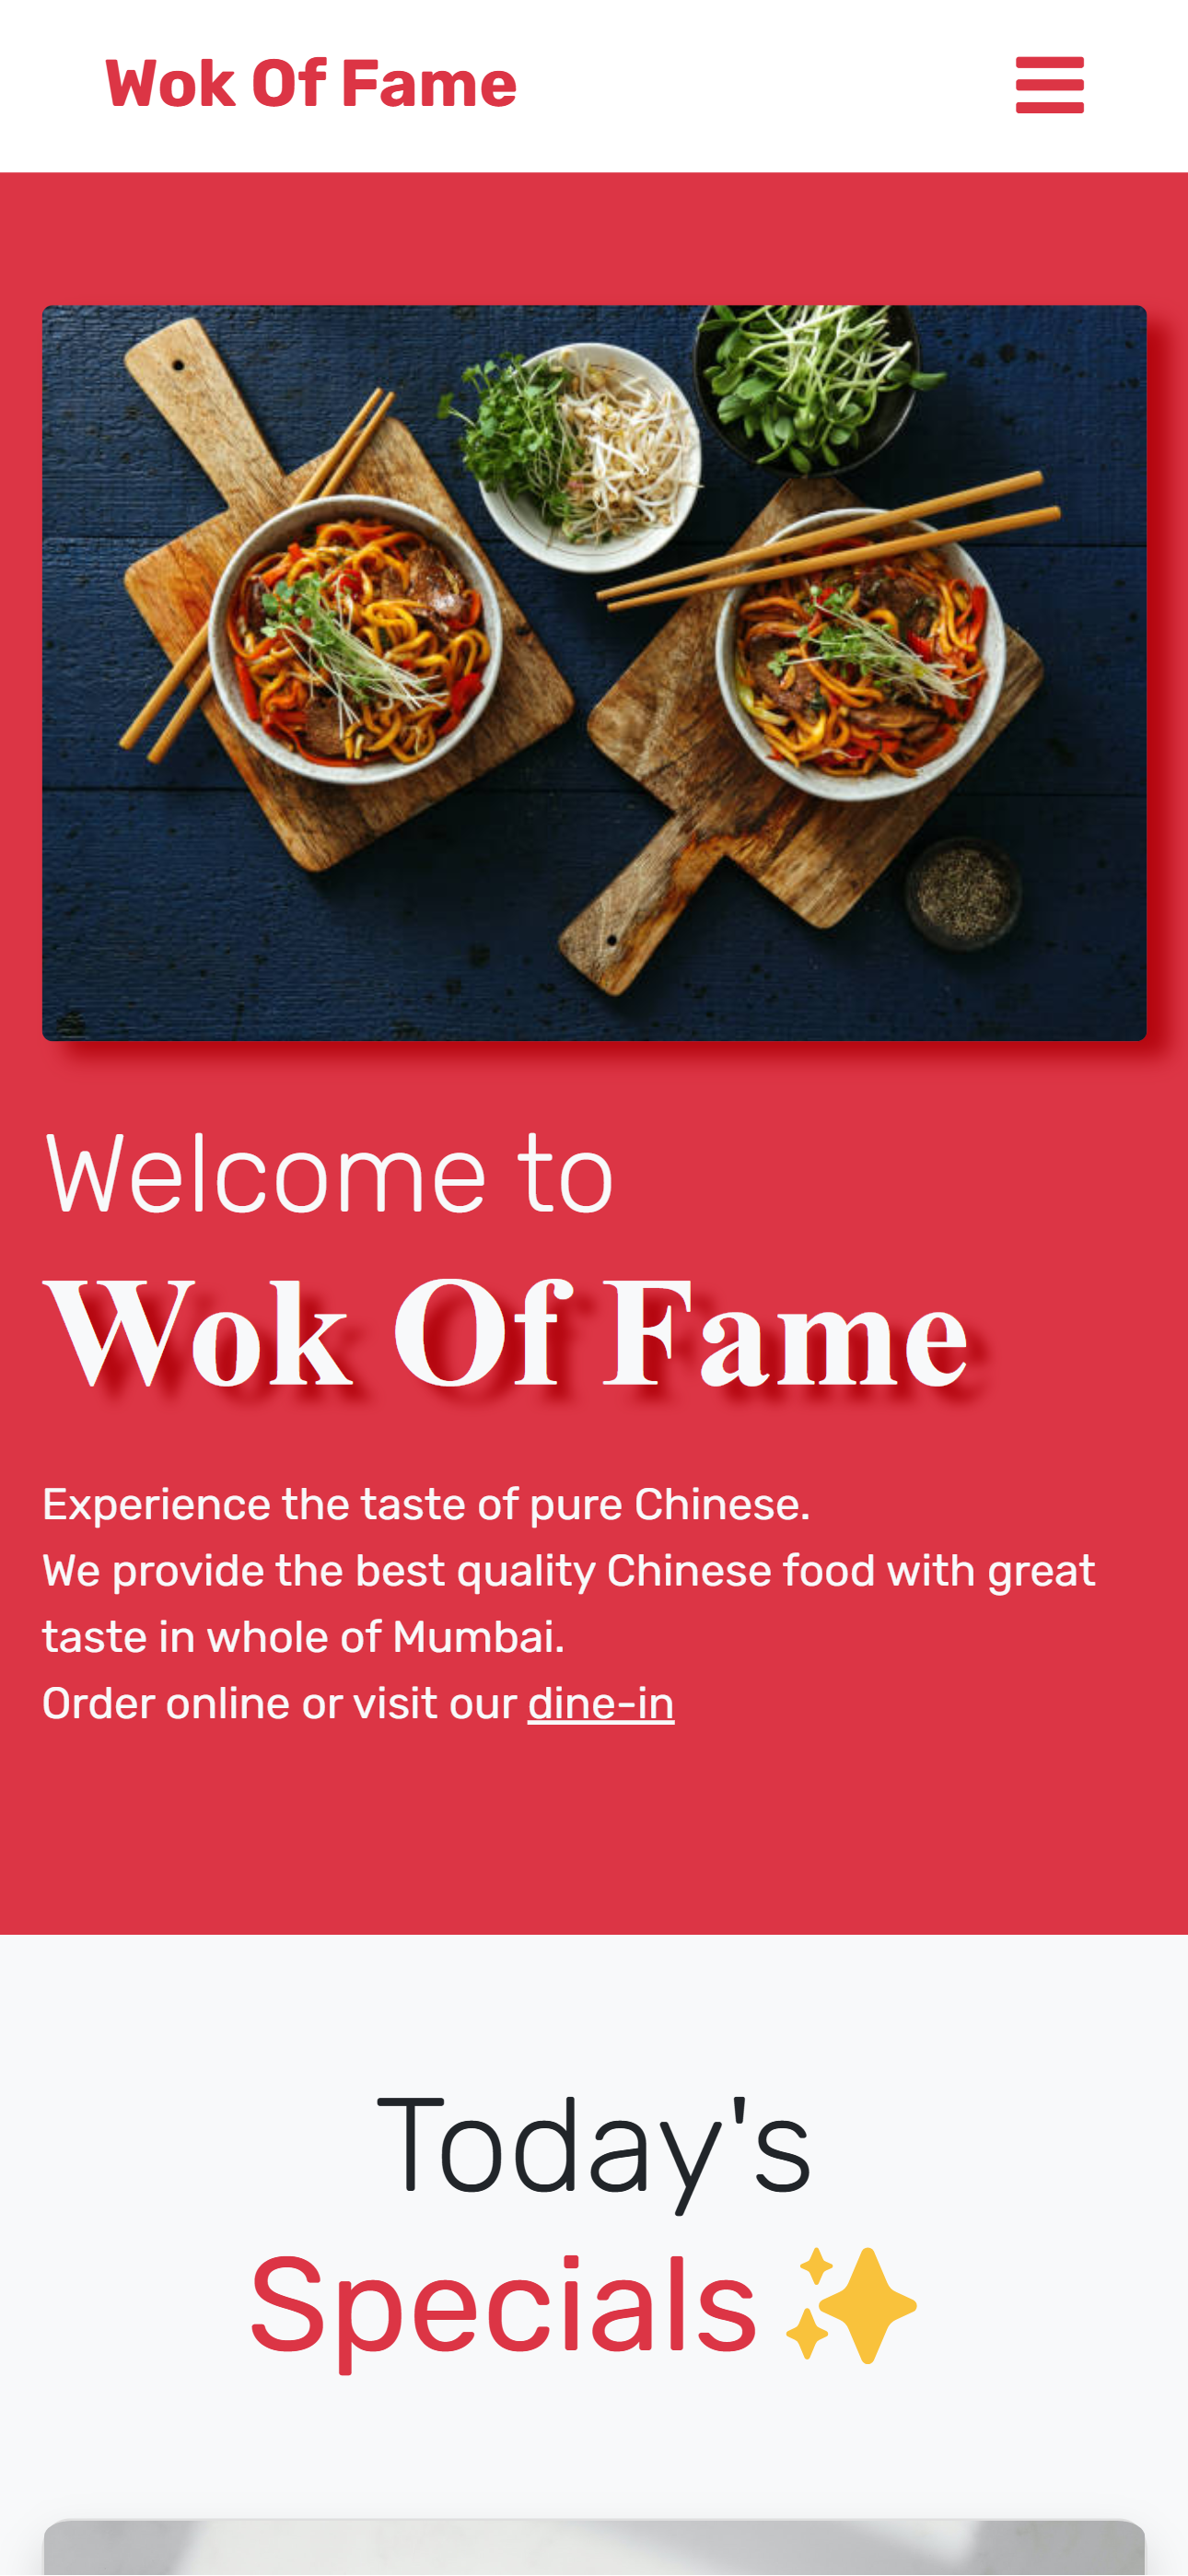 Wok Of Fame
Welcome to
Wok Of Fame
Experience the taste of pure Chinese.
We provide the best quality Chinese food with great
taste in whole of Mumbai.
Order online or visit our dine-in
Today's
Specials ✨